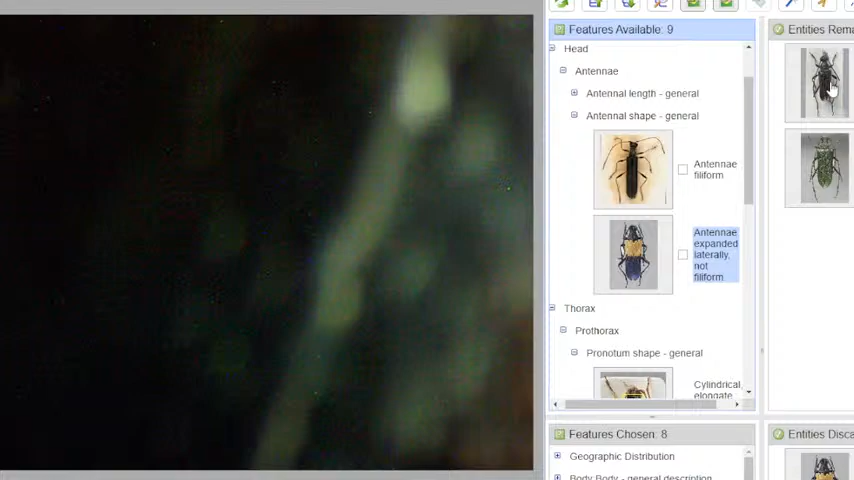 Features Available: 9
Entities Rema
Head
Antennae
Antennal length - general
Antennal shape - general
Antennae
filiform
Antennae
expanded
laterally,
not
filiform
Thorax
Prothorax
Pronotum shape - general
Cylindrical,
elongate
Features Chosen: 8
Entities Disca
Geographic Distribution
Body Body - general description